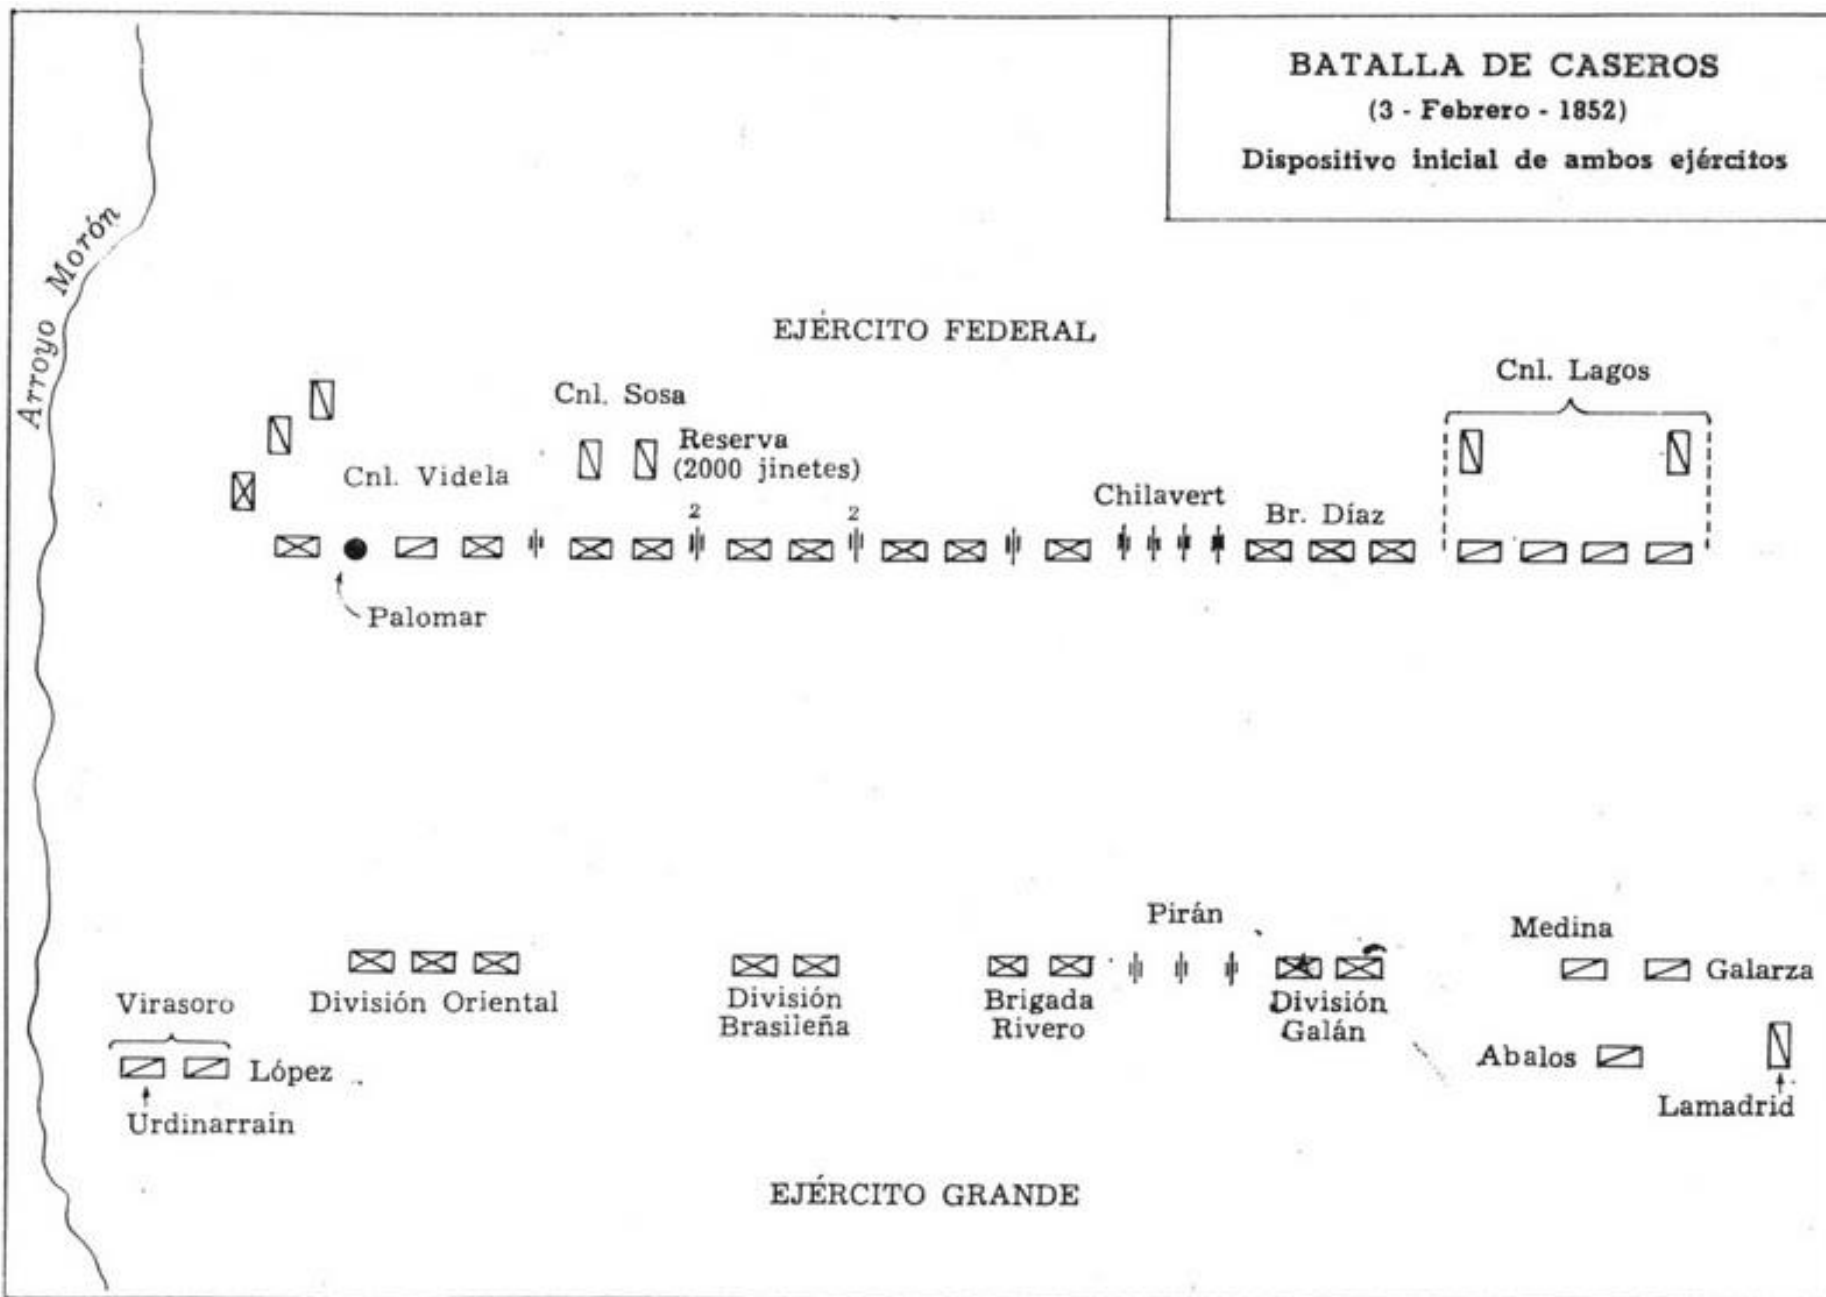 BATALLA DE CASEROS
(3 - Febrero - 1852)
Dispositivo inicial de ambos ejércitos
Arroyo Morón
EJÉRCITO FEDERAL
Cnl. Lagos
Cnl. Sosa
Reserva
(2000 jinetes)
Cnl. Videla
Chilavert
Br. Díaz
2
2
Palomar
Pirán
Medina
Galarza
Virasoro
División Oriental
División
Brasileña
Brigada
Rivero
División
Galán
López
Abalos
Urdinarrain
Lamadrid
EJÉRCITO GRANDE